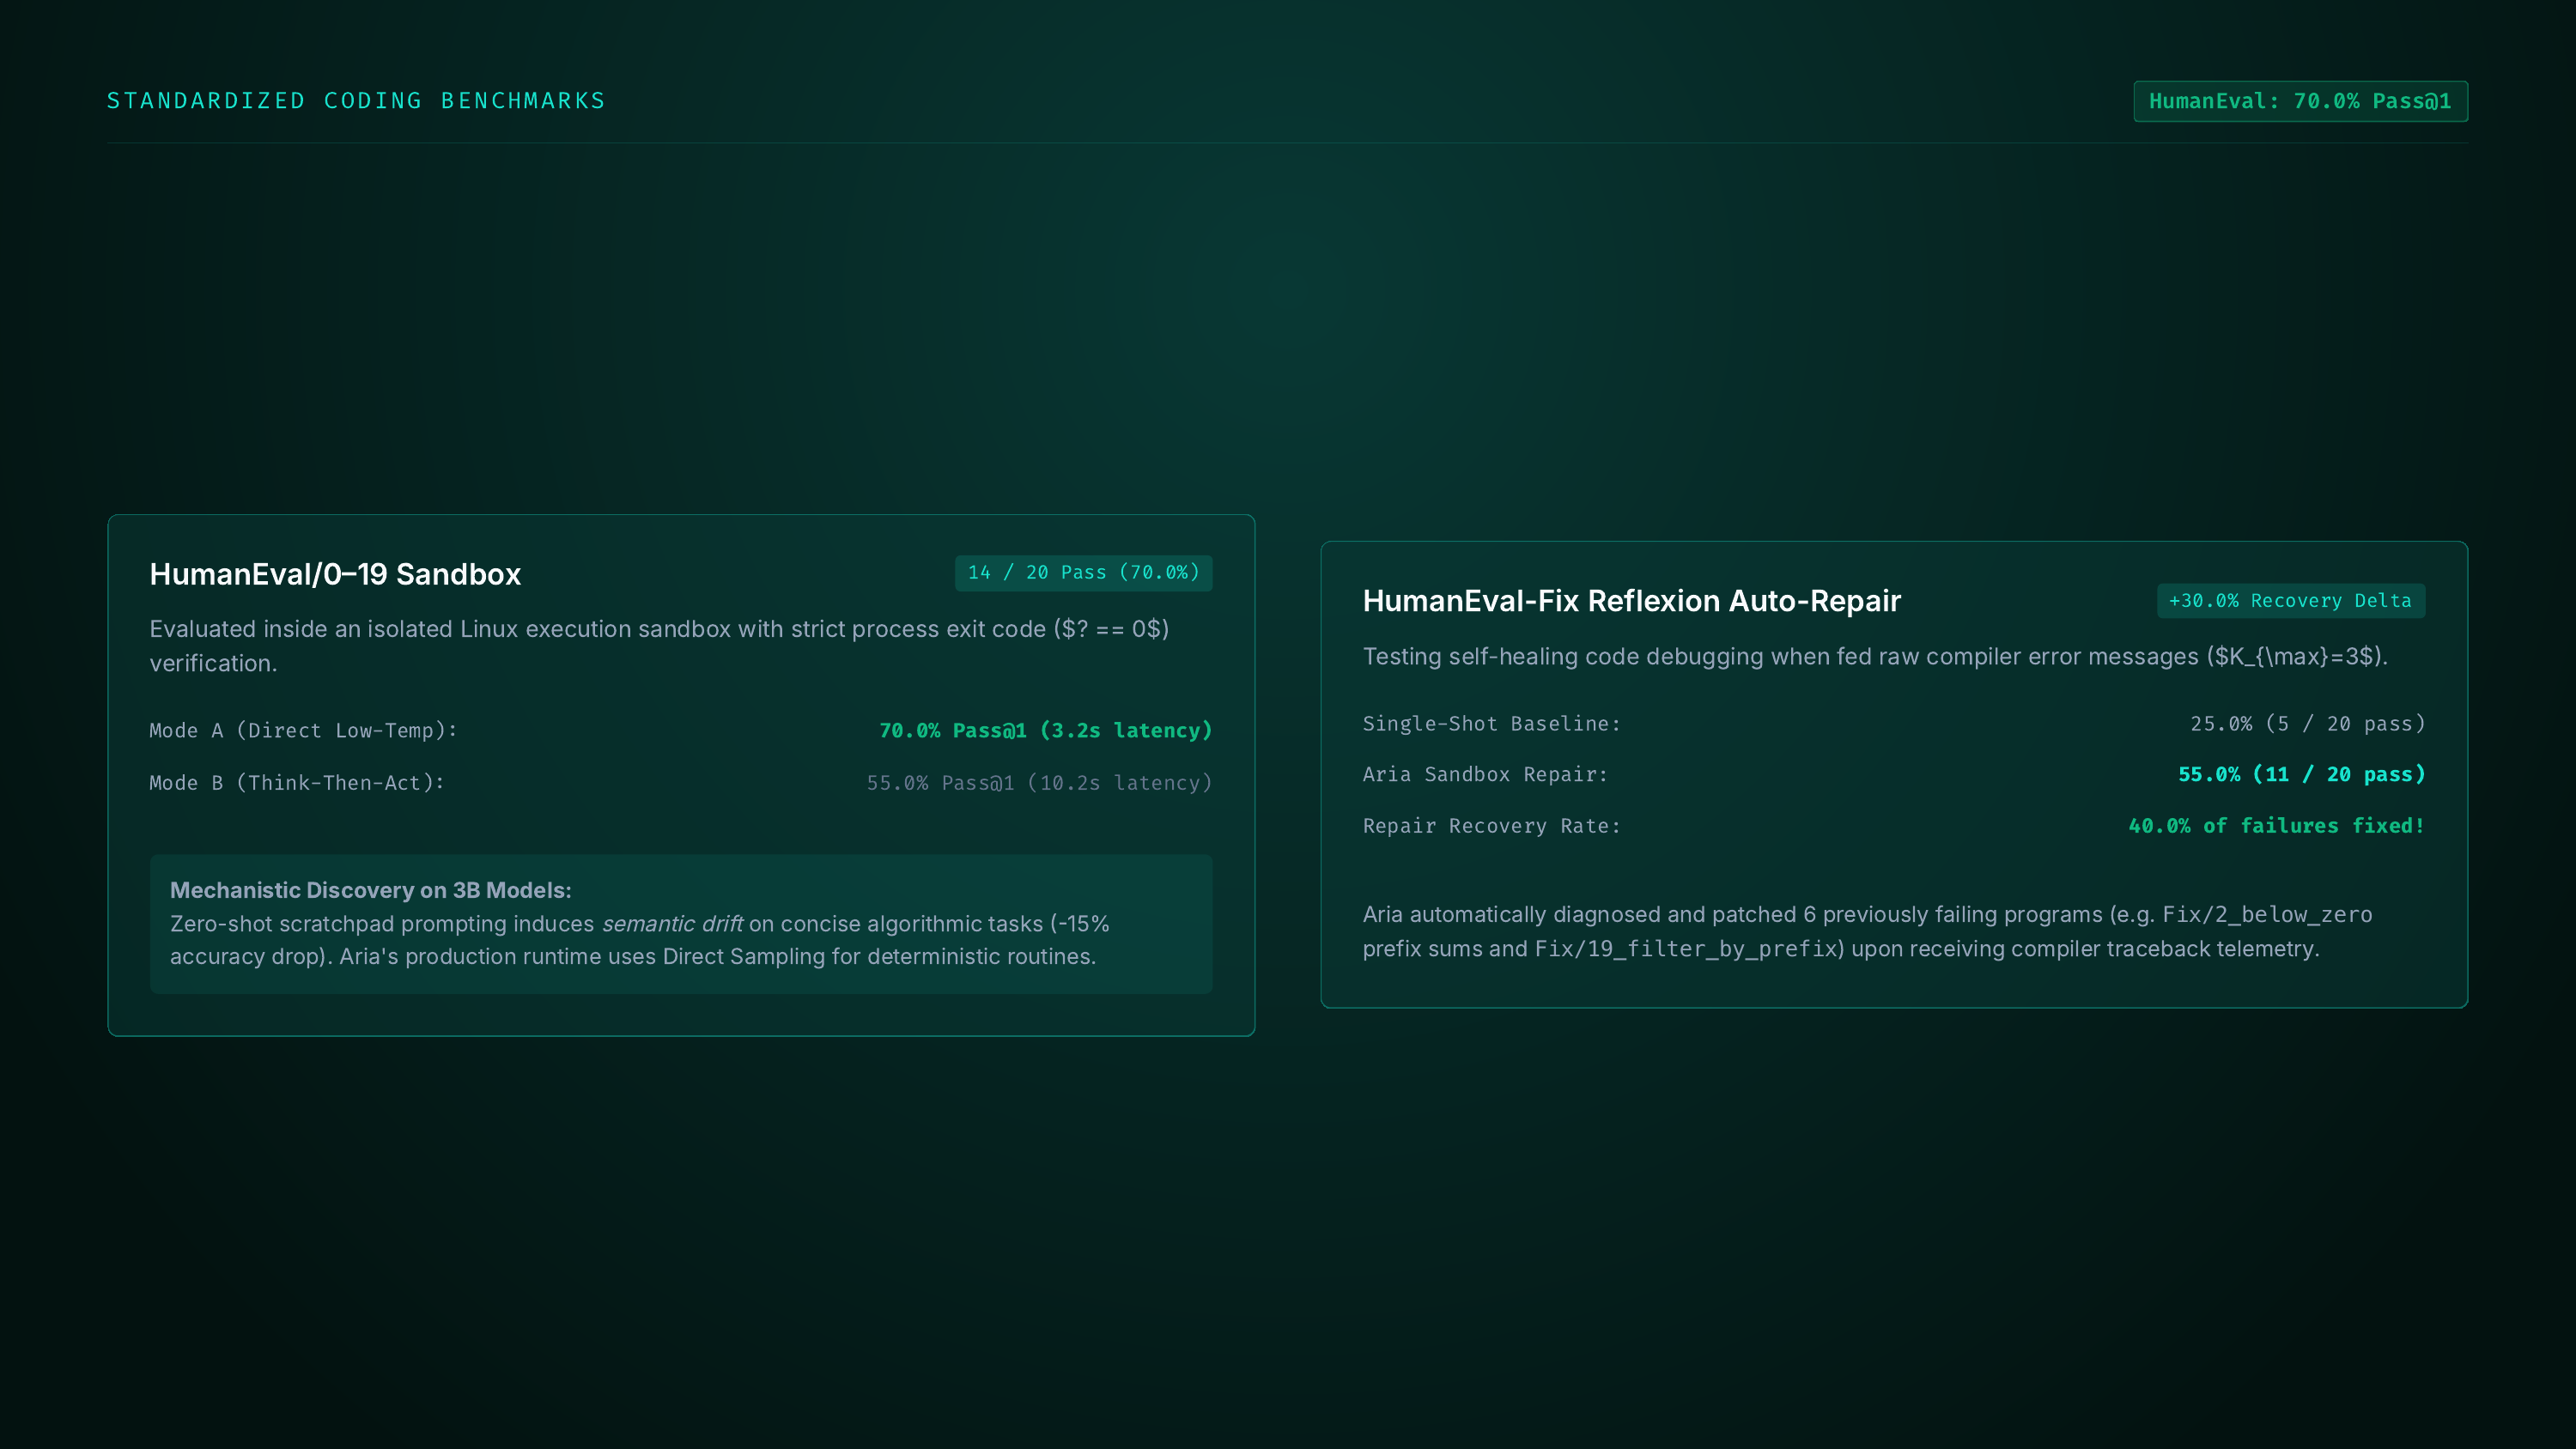 STANDARDIZED CODING BENCHMARKS
HumanEval: 70.0% Pass@1
HumanEval/0–19 Sandbox
14 / 20 Pass (70.0%)
Evaluated inside an isolated Linux execution sandbox with strict process exit code ($? == 0$)
verification.
Mode A (Direct Low-Temp):
70.0% Pass@1 (3.2s latency)
Mode B (Think-Then-Act):
55.0% Pass@1 (10.2s latency)
Mechanistic Discovery on 3B Models:
Zero-shot scratchpad prompting induces semantic drift on concise algorithmic tasks (-15%
accuracy drop). Aria's production runtime uses Direct Sampling for deterministic routines.
HumanEval-Fix Reflexion Auto-Repair
+30.0% Recovery Delta
Testing self-healing code debugging when fed raw compiler error messages ($K_{\max}=3$).
Single-Shot Baseline:
25.0% (5 / 20 pass)
Aria Sandbox Repair:
55.0% (11 / 20 pass)
Repair Recovery Rate:
40.0% of failures fixed!
Aria automatically diagnosed and patched 6 previously failing programs (e.g. Fix/2_below_zero
prefix sums and Fix/19_filter_by_prefix) upon receiving compiler traceback telemetry.